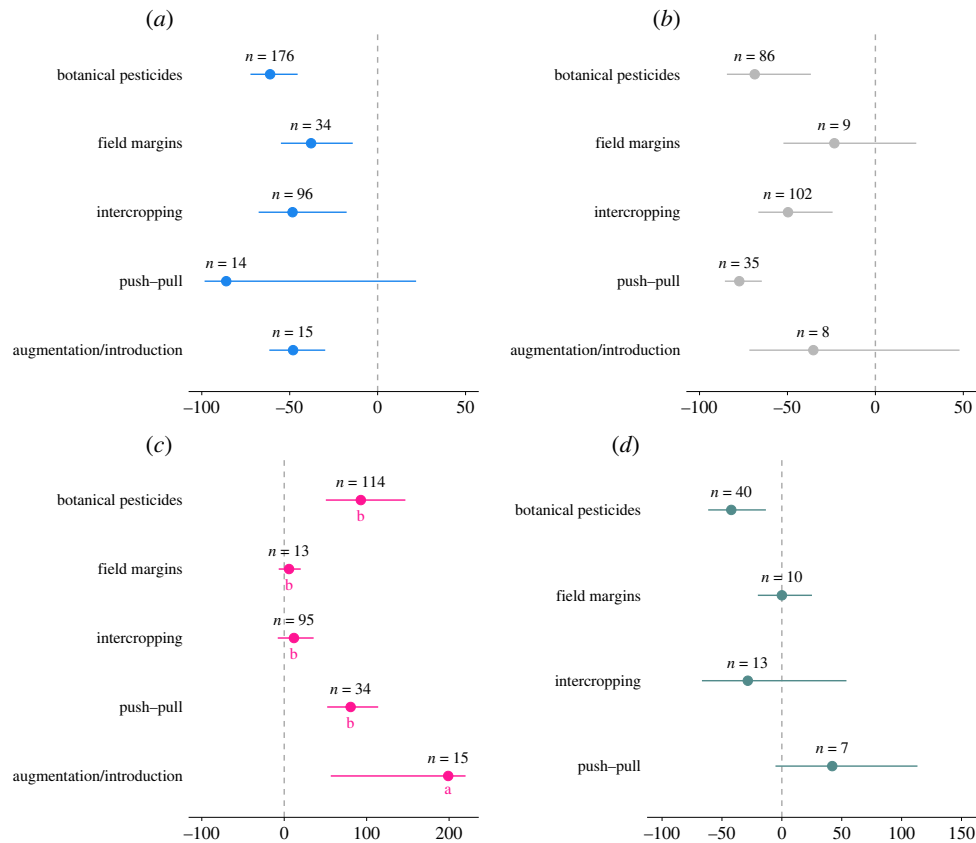 (a)
n = 176
botanical pesticides
n = 34
field margins
n = 96
intercropping
n = 14
push–pull
n = 15
augmentation/introduction
–100 –50 0 50
(b)
n = 86
botanical pesticides
n = 9
field margins
n = 102
intercropping
n = 35
push–pull
n = 8
augmentation/introduction
–100 –50 0 50
(c)
n = 114
botanical pesticides
b
n = 13
field margins
b
n = 95
intercropping
b
n = 34
push–pull
b
n = 15
augmentation/introduction
a
–100 0 100 200
(d)
n = 40
botanical pesticides
n = 10
field margins
n = 13
intercropping
n = 7
push–pull
–100 –50 0 50 100 150